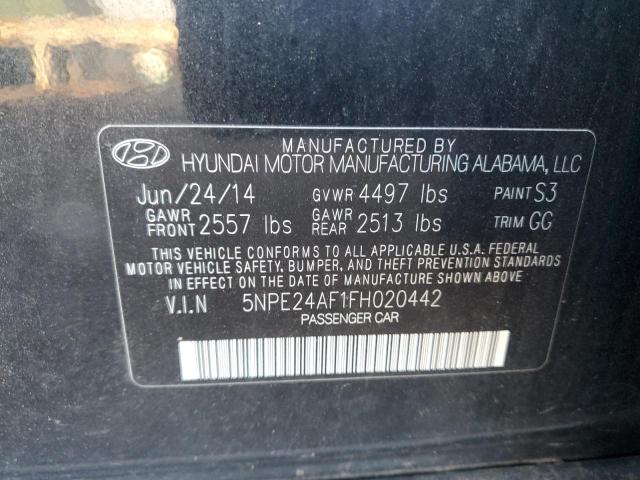 MANUFACTURED BY
HYUNDAI MOTOR MANUFACTURING ALABAMA, LLC
Jun/24/14 GVWR 4497 lbs PAINT S3
GAWR FRONT 2557 lbs GAWR REAR 2513 lbs TRIM GG
THIS VEHICLE CONFORMS TO ALL APPLICABLE U.S.A. FEDERAL
MOTOR VEHICLE SAFETY, BUMPER, AND THEFT PREVENTION STANDARDS
IN EFFECT ON THE DATE OF MANUFACTURE SHOWN ABOVE.
V.I.N 5NPE24AF1FH020442
PASSENGER CAR